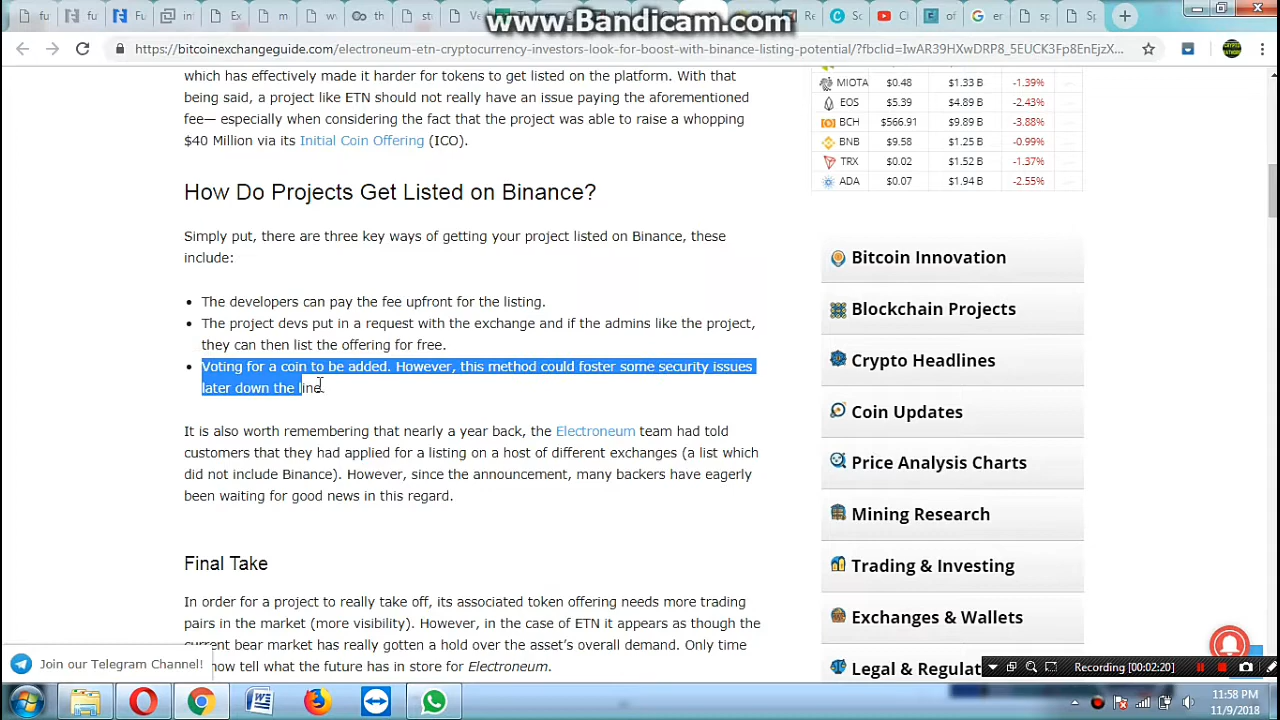 fu
Fu
int
Ex
vic
th
st
Ve
www.Bandicam.com
Re
Co
of
er
sp
Sp
https://bitcoinexchangeguide.com/electroneum-etn-cryptocurrency-investors-look-for-boost-with-binance-listing-potential/?fbclid=IwAR39HXwDRP8_5EUCK3Fp8EnEjzX...
which has effectively made it harder for tokens to get listed on the platform. With that
being said, a project like ETN should not really have an issue paying the aforementioned
fee— especially when considering the fact that the project was able to raise a whopping
$40 Million via its Initial Coin Offering (ICO).
How Do Projects Get Listed on Binance?
Simply put, there are three key ways of getting your project listed on Binance, these
include:
The developers can pay the fee upfront for the listing.
The project devs put in a request with the exchange and if the admins like the project,
they can then list the offering for free.
Voting for a coin to be added. However, this method could foster some security issues
later down the line.
It is also worth remembering that nearly a year back, the Electroneum team had told
customers that they had applied for a listing on a host of different exchanges (a list which
did not include Binance). However, since the announcement, many backers have eagerly
been waiting for good news in this regard.
Final Take
In order for a project to really take off, its associated token offering needs more trading
pairs in the market (more visibility). However, in the case of ETN it appears as though the
current bear market has really gotten a hold over the asset's overall demand. Only time
now tell what the future has in store for Electroneum.
MIOTA $0.48 $1.33 B -1.39%
EOS $5.39 $4.89 B -2.43%
BCH $566.91 $9.89 B -3.88%
BNB $9.58 $1.25 B -0.99%
TRX $0.02 $1.52 B -1.37%
ADA $0.07 $1.94 B -2.55%
Bitcoin Innovation
Blockchain Projects
Crypto Headlines
Coin Updates
Price Analysis Charts
Mining Research
Trading & Investing
Exchanges & Wallets
Legal & Regulat
Join our Telegram Channel!
Recording [00:02:20]
11:58 PM
11/9/2018